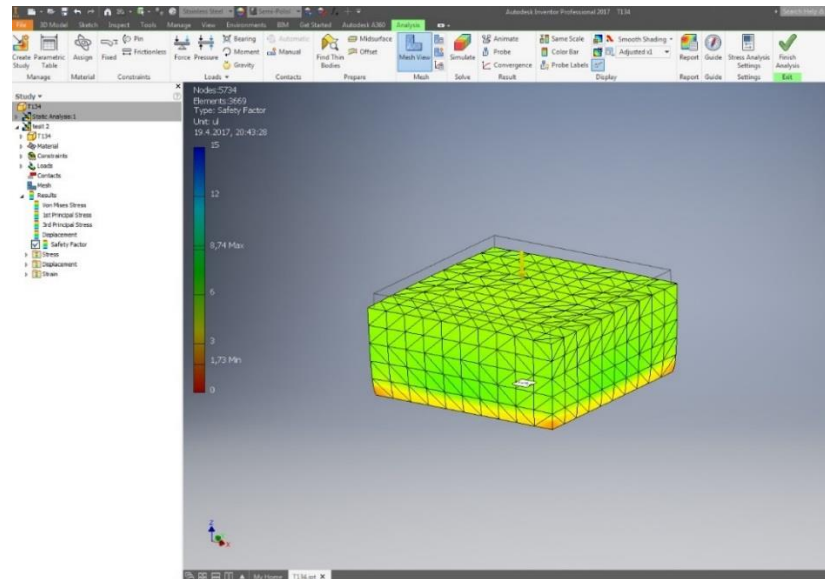 Stainless Steel
Semi-Polis
Autodesk Inventor Professional 2017 T134
Search Help &
File 3D Model Sketch Inspect Tools Manage View Environments BIM Get Started Autodesk A360 Analysis
Create Study
Parametric Table
Assign
Fixed
Pin
Frictionless
Force
Pressure
Bearing
Moment
Gravity
Automatic
Manual
Find Thin Bodies
Midsurface
Offset
Mesh View
Simulate
Animate
Probe
Convergence
Same Scale
Color Bar
Probe Labels
Smooth Shading
Adjusted x1
Report
Guide
Stress Analysis Settings
Finish Analysis
Manage Material Constraints Loads Contacts Prepare Mesh Solve Result Display Report Guide Settings Exit
Study
T134
Static Analysis:1
test 2
T134
Material
Constraints
Loads
Contacts
Mesh
Results
Von Mises Stress
1st Principal Stress
3rd Principal Stress
Displacement
Safety Factor
Stress
Displacement
Strain
Nodes:5734
Elements:3669
Type: Safety Factor
Unit: ul
19.4.2017, 20:43:28
15
12
8,74 Max
6
3
1,73 Min
0
z
x
My Home T134.ipt